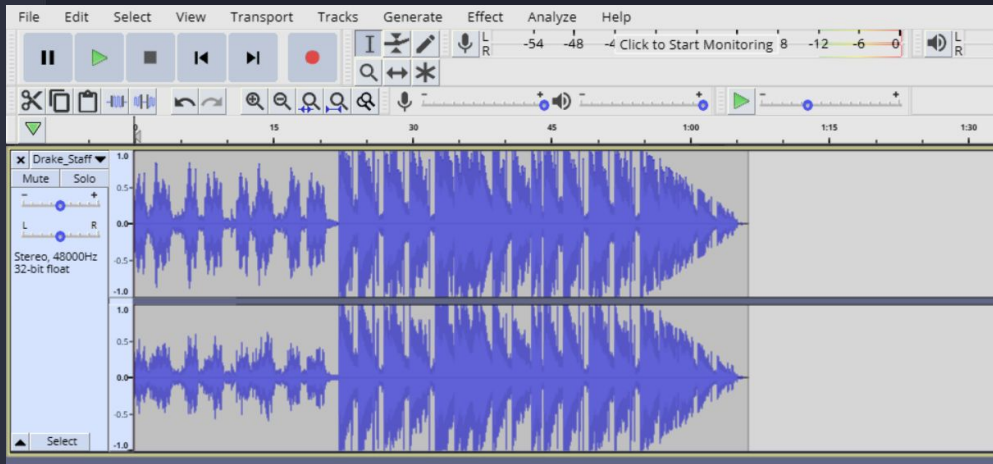 File Edit Select View Transport Tracks Generate Effect Analyze Help
L
R
-54 -48 -4 Click to Start Monitoring 8 -12 -6 0
L
R
- +
- +
- +
15 30 45 1:00 1:15 1:30
x Drake_Staff
Mute Solo
- +
L R
Stereo, 48000Hz
32-bit float
Select
1.0
0.5-
0.0-
-0.5-
-1.0
1.0
0.5-
0.0-
-0.5-
-1.0